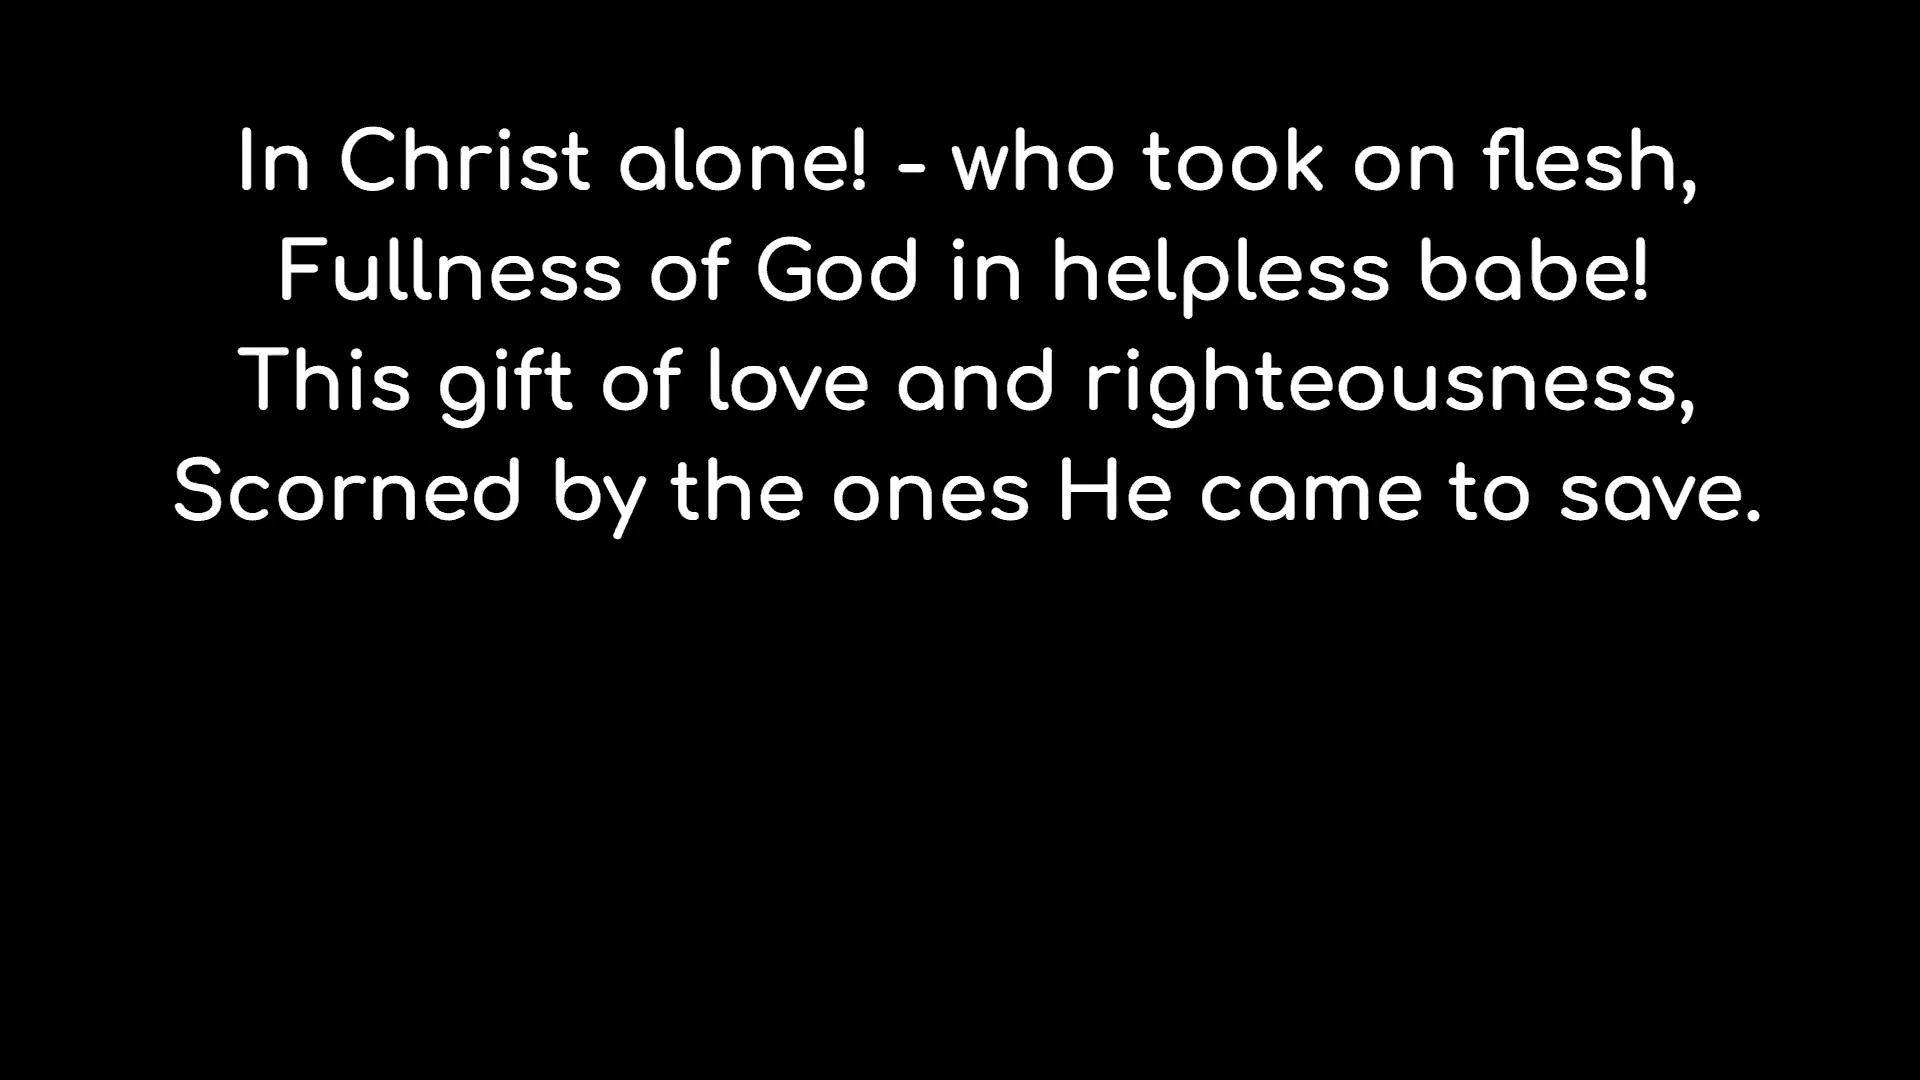 In Christ alone! - who took on flesh,
Fullness of God in helpless babe!
This gift of love and righteousness,
Scorned by the ones He came to save.